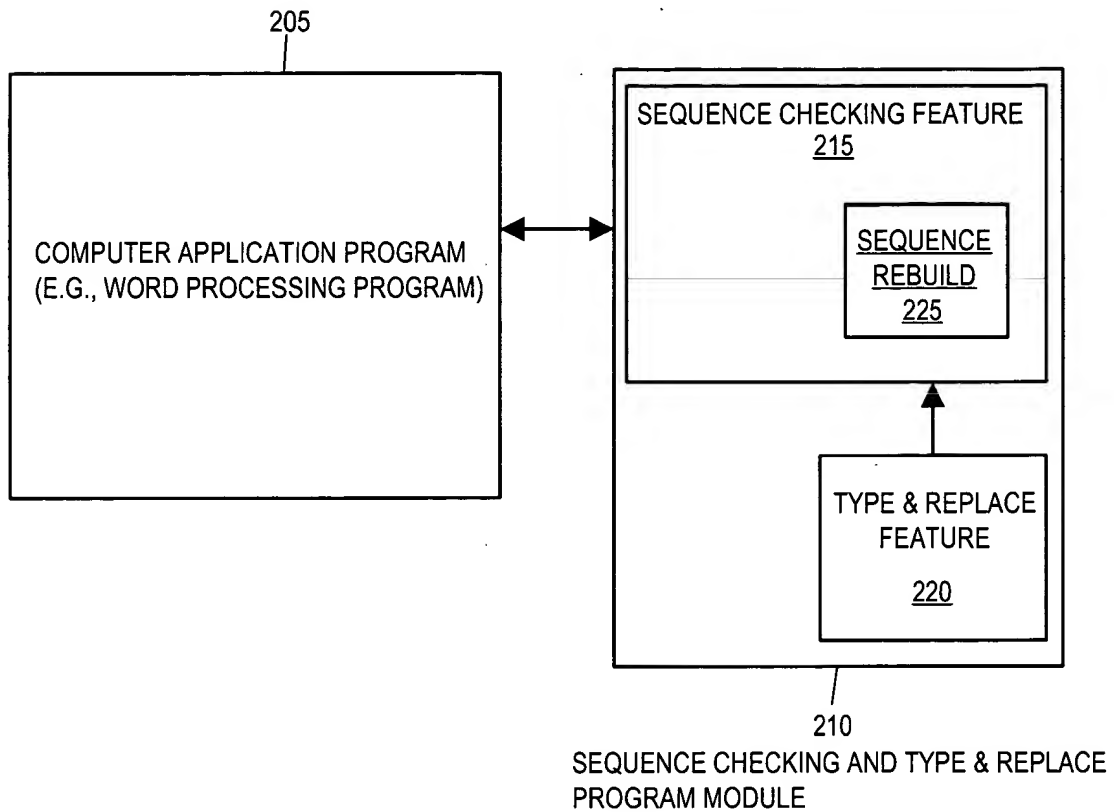 205
COMPUTER APPLICATION PROGRAM
(E.G., WORD PROCESSING PROGRAM)
SEQUENCE CHECKING FEATURE
215
SEQUENCE
REBUILD
225
TYPE & REPLACE
FEATURE
220
210
SEQUENCE CHECKING AND TYPE & REPLACE
PROGRAM MODULE